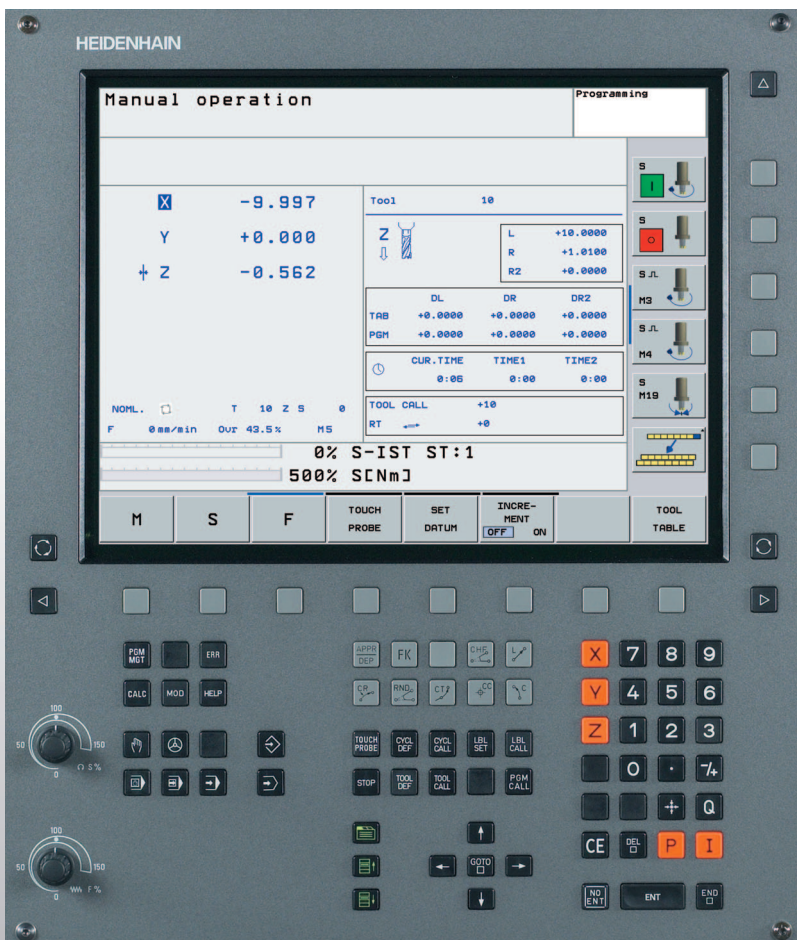 HEIDENHAIN
Manual operation
Programming
X -9.997
Y +0.000
Z -0.562
Tool 10
Z
L +10.0000
R +1.0100
R2 +0.0000
DL DR DR2
TAB +0.0000 +0.0000 +0.0000
PGM +0.0000 +0.0000 +0.0000
CUR.TIME TIME1 TIME2
0:06 0:00 0:00
TOOL CALL +10
RT +0
NOML. T 10 Z S 0
F 0mm/min Ovr 43.5% M5
0% S-IST ST:1
500% S[Nm]
S
I
S
O
S
M3
S
M4
S
M19
M
S
F
TOUCH
PROBE
SET
DATUM
INCRE-
MENT
OFF ON
TOOL
TABLE
PGM
MGT
ERR
CALC
MOD
HELP
APPR
DEP
FK
CHF
L
CR
RND
CT
CC
C
TOUCH
PROBE
CYCL
DEF
CYCL
CALL
LBL
SET
LBL
CALL
STOP
TOOL
DEF
TOOL
CALL
PGM
CALL
GOTO
X 7 8 9
Y 4 5 6
Z 1 2 3
0 . -/+
Q
CE
DEL
P
I
NO
ENT
ENT
END
100
50 150
0
S %
100
50 150
0
F %